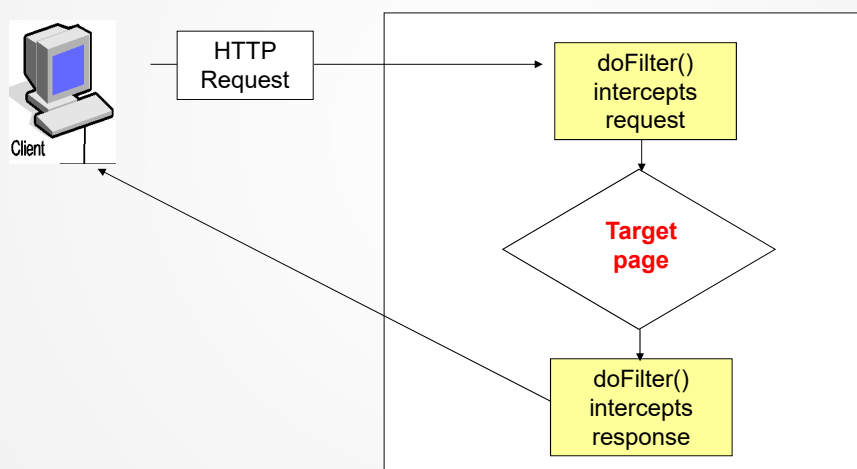 HTTP
Request
doFilter()
intercepts
request
Client
Target
page
doFilter()
intercepts
response